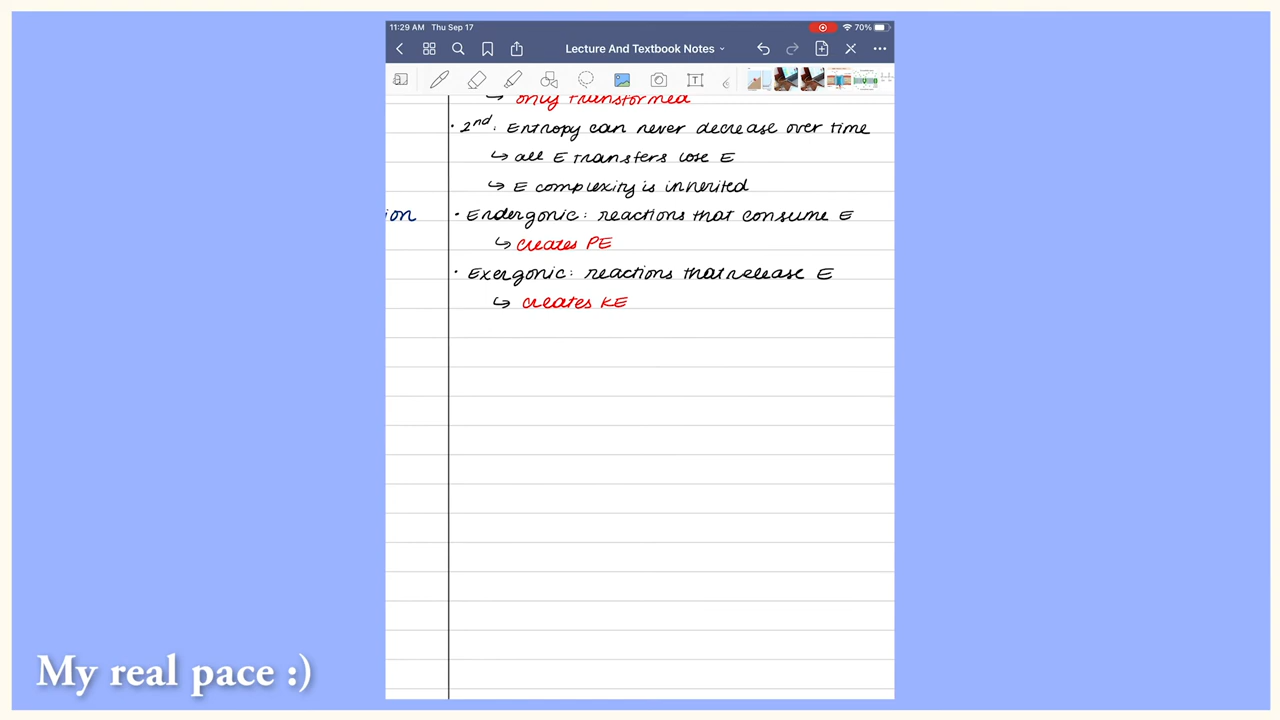 11:29 AM Thu Sep 17
70%
Lecture And Textbook Notes
T
↳ only transformed
· 2nd: Entropy can never decrease over time
↳ all E transfers lose E
↳ E complexity is inherited
ion
· Endergonic: reactions that consume E
↳ creates PE
· Exergonic: reactions that release E
↳ creates KE
My real pace :)